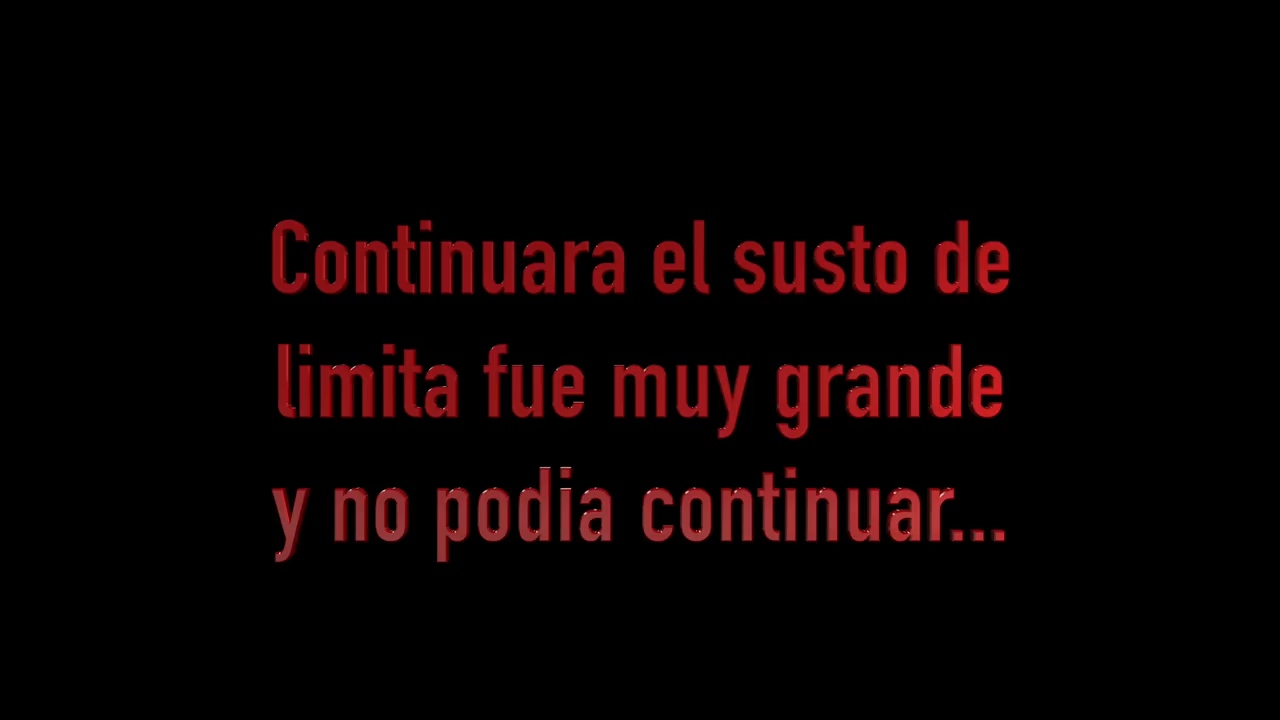 Continuara el susto de
limita fue muy grande
y no podia continuar...